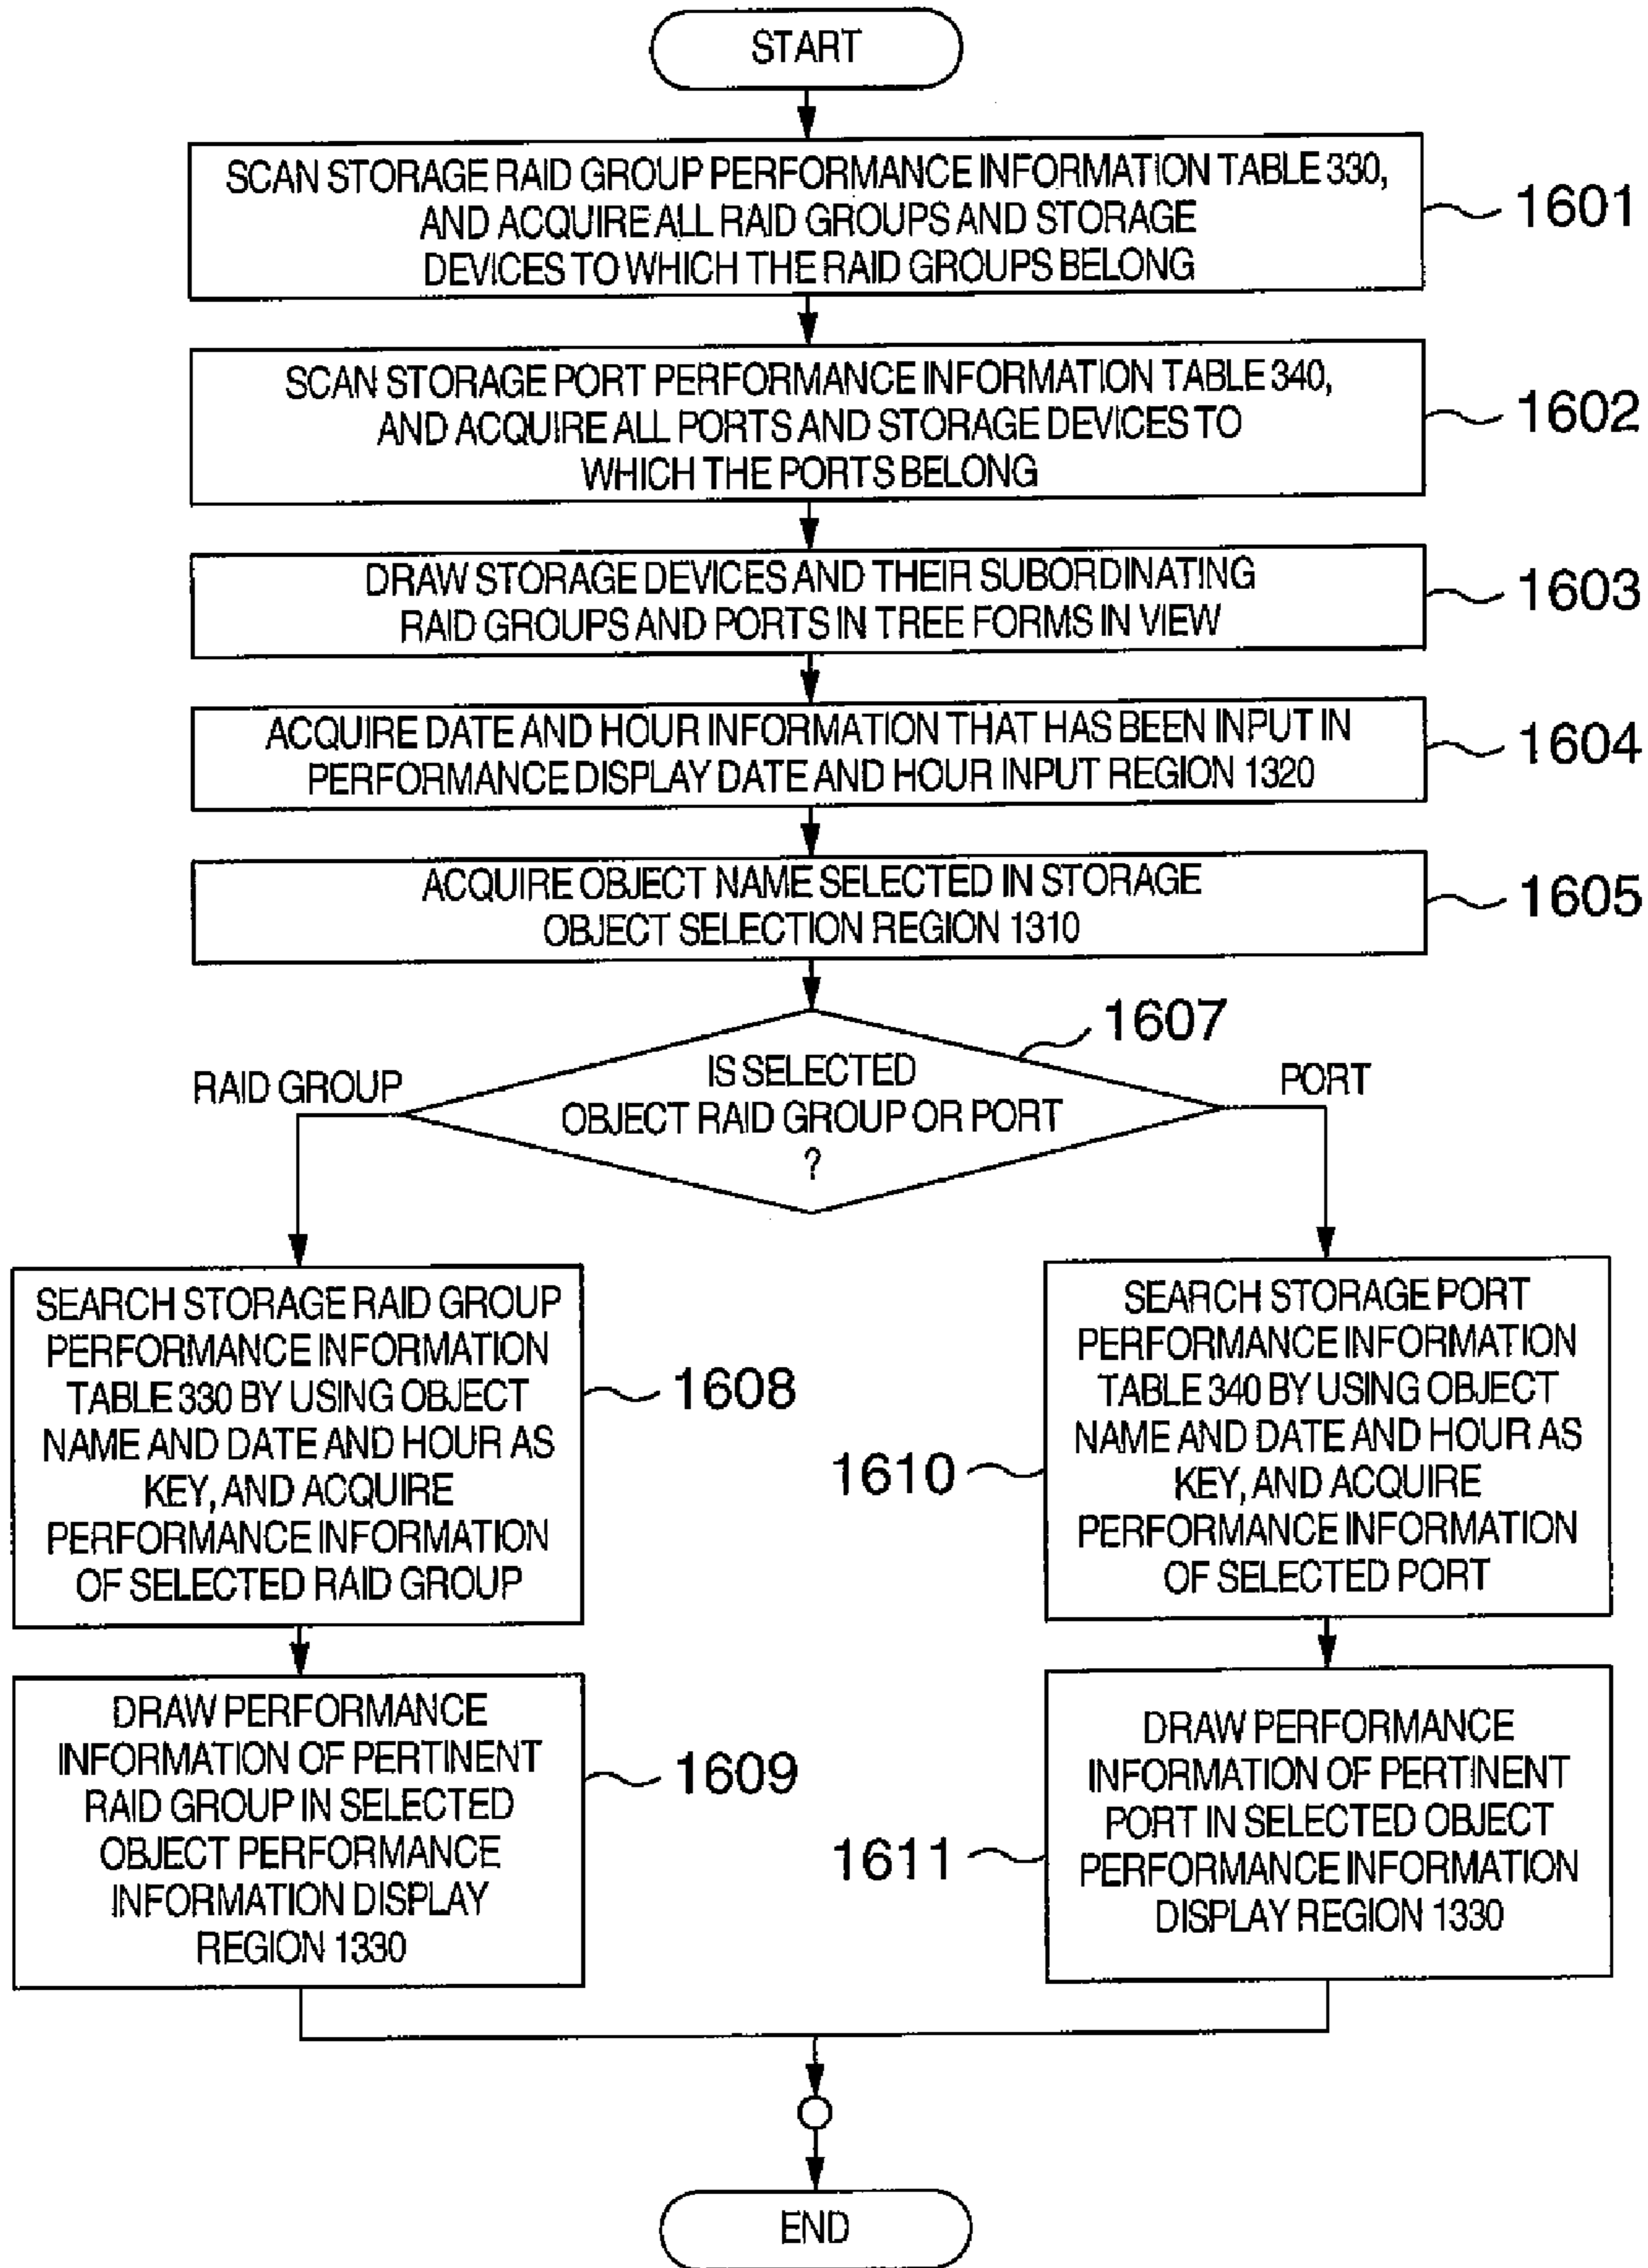 START
SCAN STORAGE RAID GROUP PERFORMANCE INFORMATION TABLE 330,
AND ACQUIRE ALL RAID GROUPS AND STORAGE
DEVICES TO WHICH THE RAID GROUPS BELONG
1601
SCAN STORAGE PORT PERFORMANCE INFORMATION TABLE 340,
AND ACQUIRE ALL PORTS AND STORAGE DEVICES TO
WHICH THE PORTS BELONG
1602
DRAW STORAGE DEVICES AND THEIR SUBORDINATING
RAID GROUPS AND PORTS IN TREE FORMS IN VIEW
1603
ACQUIRE DATE AND HOUR INFORMATION THAT HAS BEEN INPUT IN
PERFORMANCE DISPLAY DATE AND HOUR INPUT REGION 1320
1604
ACQUIRE OBJECT NAME SELECTED IN STORAGE
OBJECT SELECTION REGION 1310
1605
1607
IS SELECTED
OBJECT RAID GROUP OR PORT
?
RAID GROUP
PORT
SEARCH STORAGE RAID GROUP
PERFORMANCE INFORMATION
TABLE 330 BY USING OBJECT
NAME AND DATE AND HOUR AS
KEY, AND ACQUIRE
PERFORMANCE INFORMATION
OF SELECTED RAID GROUP
1608
SEARCH STORAGE PORT
PERFORMANCE INFORMATION
TABLE 340 BY USING OBJECT
NAME AND DATE AND HOUR AS
KEY, AND ACQUIRE
PERFORMANCE INFORMATION
OF SELECTED PORT
1610
DRAW PERFORMANCE
INFORMATION OF PERTINENT
RAID GROUP IN SELECTED
OBJECT PERFORMANCE
INFORMATION DISPLAY
REGION 1330
1609
DRAW PERFORMANCE
INFORMATION OF PERTINENT
PORT IN SELECTED OBJECT
PERFORMANCE INFORMATION
DISPLAY REGION 1330
1611
END